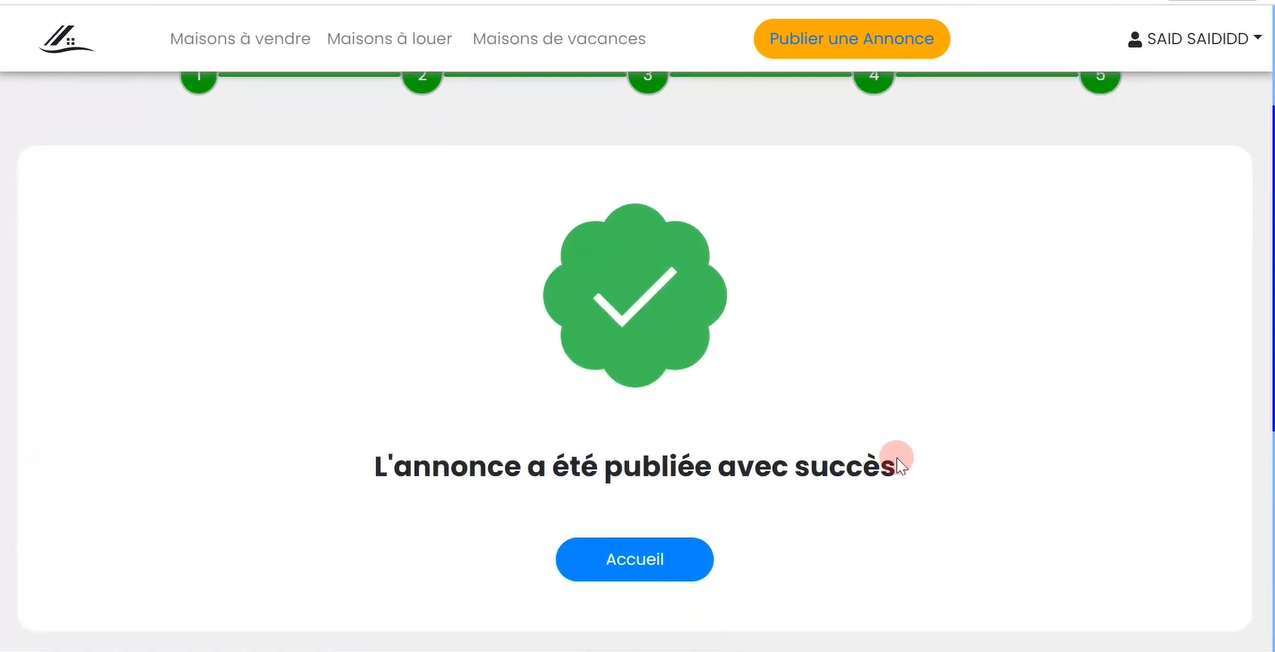 Maisons à vendre Maisons à louer Maisons de vacances Publier une Annonce SAID SAIDIDD
1 2 3 4 5
L'annonce a été publiée avec succès
Accueil